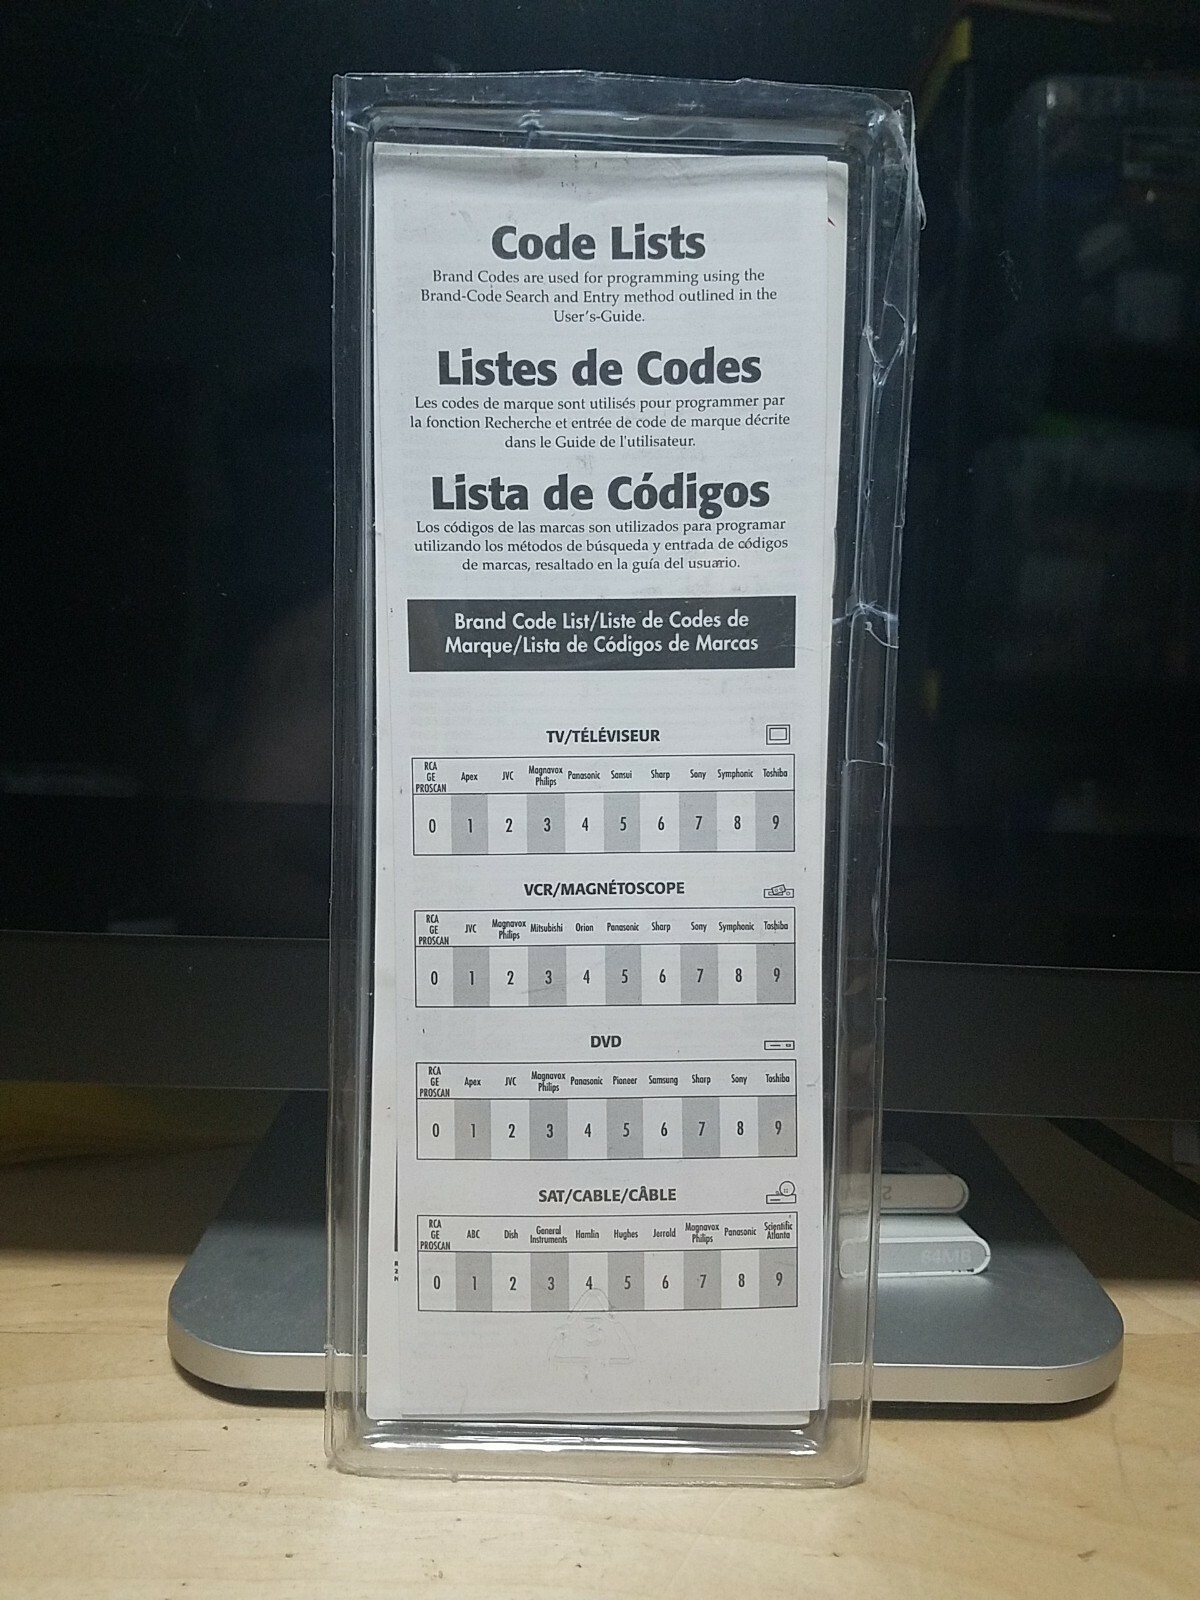 Code Lists
Brand Codes are used for programming using the
Brand-Code Search and Entry method outlined in the
User's-Guide.
Listes de Codes
Les codes de marque sont utilisés pour programmer par
la fonction Recherche et entrée de code de marque décrite
dans le Guide de l'utilisateur.
Lista de Códigos
Los códigos de las marcas son utilizados para programar
utilizando los métodos de búsqueda y entrada de códigos
de marcas, resaltado en la guía del usuario.
Brand Code List/Liste de Codes de
Marque/Lista de Códigos de Marcas
TV/TÉLÉVISEUR
RCA GE PROSCAN Apex JVC Magnavox Philips Panasonic Sansui Sharp Sony Symphonic Toshiba
0 1 2 3 4 5 6 7 8 9
VCR/MAGNÉTOSCOPE
RCA GE PROSCAN JVC Magnavox Philips Mitsubishi Orion Panasonic Sharp Sony Symphonic Toshiba
0 1 2 3 4 5 6 7 8 9
DVD
RCA GE PROSCAN Apex JVC Magnavox Philips Panasonic Pioneer Samsung Sharp Sony Toshiba
0 1 2 3 4 5 6 7 8 9
SAT/CABLE/CÂBLE
RCA GE PROSCAN ABC Dish General Instruments Hamlin Hughes Jerrold Magnavox Philips Panasonic Scientific Atlanta
0 1 2 3 4 5 6 7 8 9
64MB